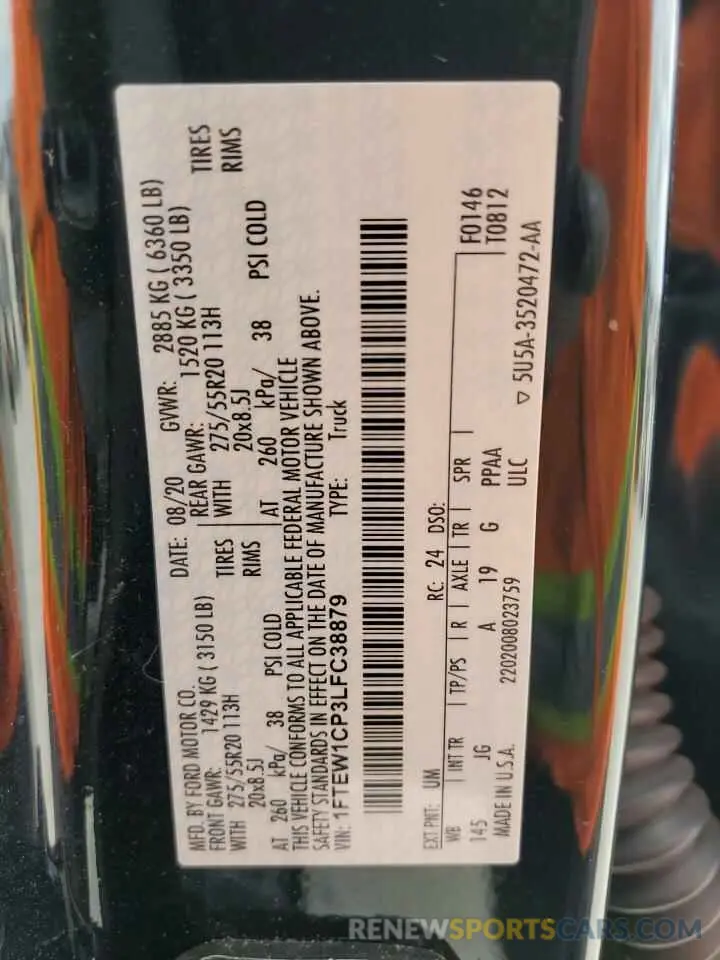 MFD. BY FORD MOTOR CO.
DATE: 08/20 GVWR: 2885 KG ( 6360 LB)
FRONT GAWR: 1429 KG ( 3150 LB) REAR GAWR: 1520 KG ( 3350 LB)
WITH 275/55R20 113H TIRES WITH 275/55R20 113H TIRES
20x8.5J RIMS 20x8.5J RIMS
AT 260 kPa/ 38 PSI COLD AT 260 kPa/ 38 PSI COLD
THIS VEHICLE CONFORMS TO ALL APPLICABLE FEDERAL MOTOR VEHICLE
SAFETY STANDARDS IN EFFECT ON THE DATE OF MANUFACTURE SHOWN ABOVE.
VIN: 1FTEW1CP3LFC38879 TYPE: Truck
EXT PNT: UM RC: 24 DSO: F0146
WB INT TR TP/PS R AXLE TR SPR T0812
145 JG A 19 G PPAA
MADE IN U.S.A. 2202008023759 ULC
▽ 5U5A-3520472-AA
RENEWSPORTSCARS.COM